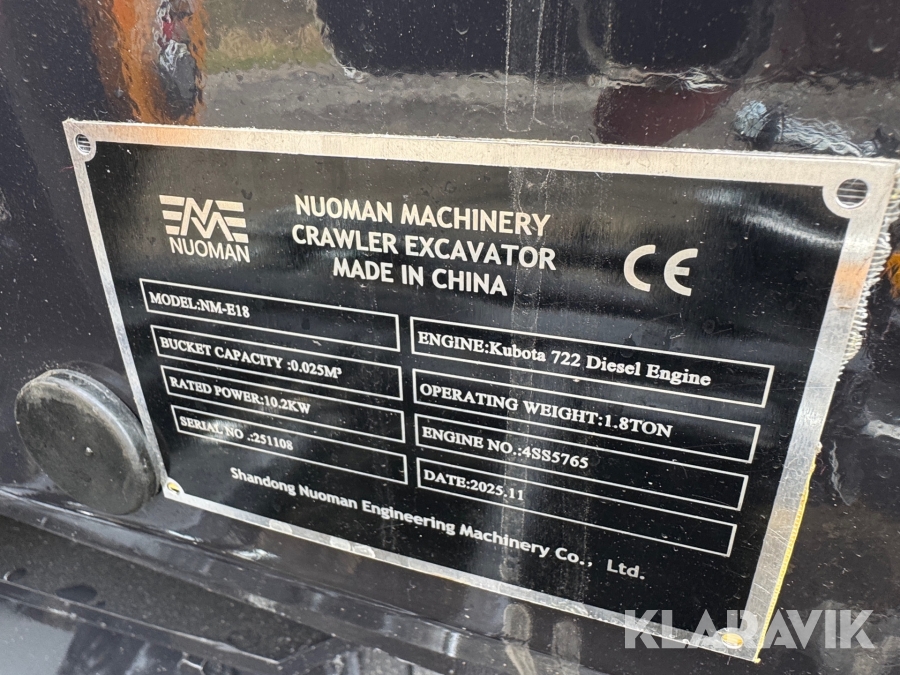 NUOMAN
NUOMAN MACHINERY
CRAWLER EXCAVATOR
MADE IN CHINA
CE
MODEL:NM-E18
BUCKET CAPACITY :0.025M³
RATED POWER:10.2KW
SERIAL NO .:251108
ENGINE:Kubota 722 Diesel Engine
OPERATING WEIGHT:1.8TON
ENGINE NO.:4SS5765
DATE:2025.11
Shandong Nuoman Engineering Machinery Co., Ltd.
KLARAVIK